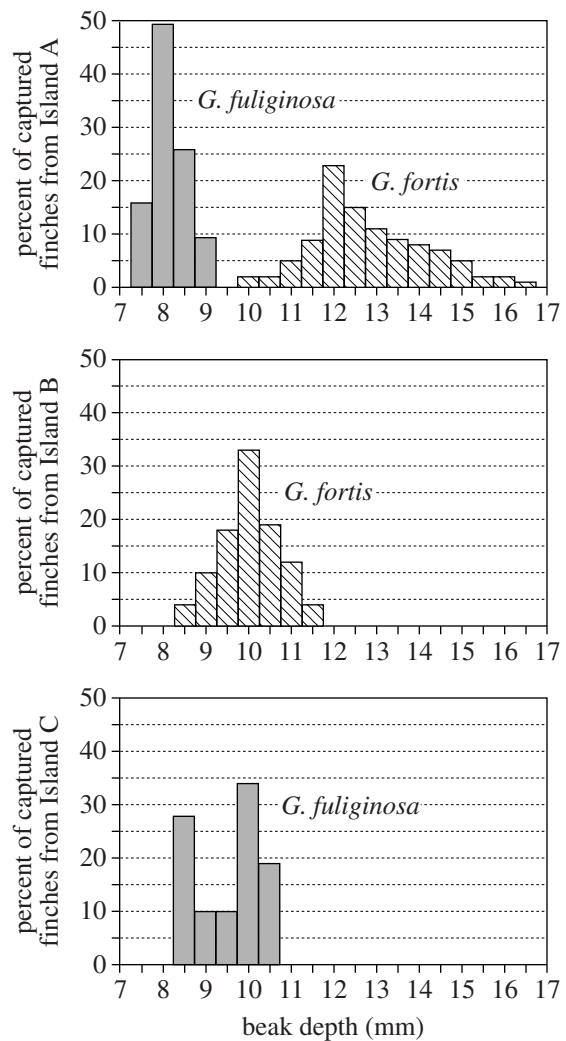 percent of captured
finches from Island A
50
40
30
20
10
0
G. fuliginosa
G. fortis
7 8 9 10 11 12 13 14 15 16 17
percent of captured
finches from Island B
50
40
30
20
10
0
G. fortis
7 8 9 10 11 12 13 14 15 16 17
percent of captured
finches from Island C
50
40
30
20
10
0
G. fuliginosa
7 8 9 10 11 12 13 14 15 16 17
beak depth (mm)